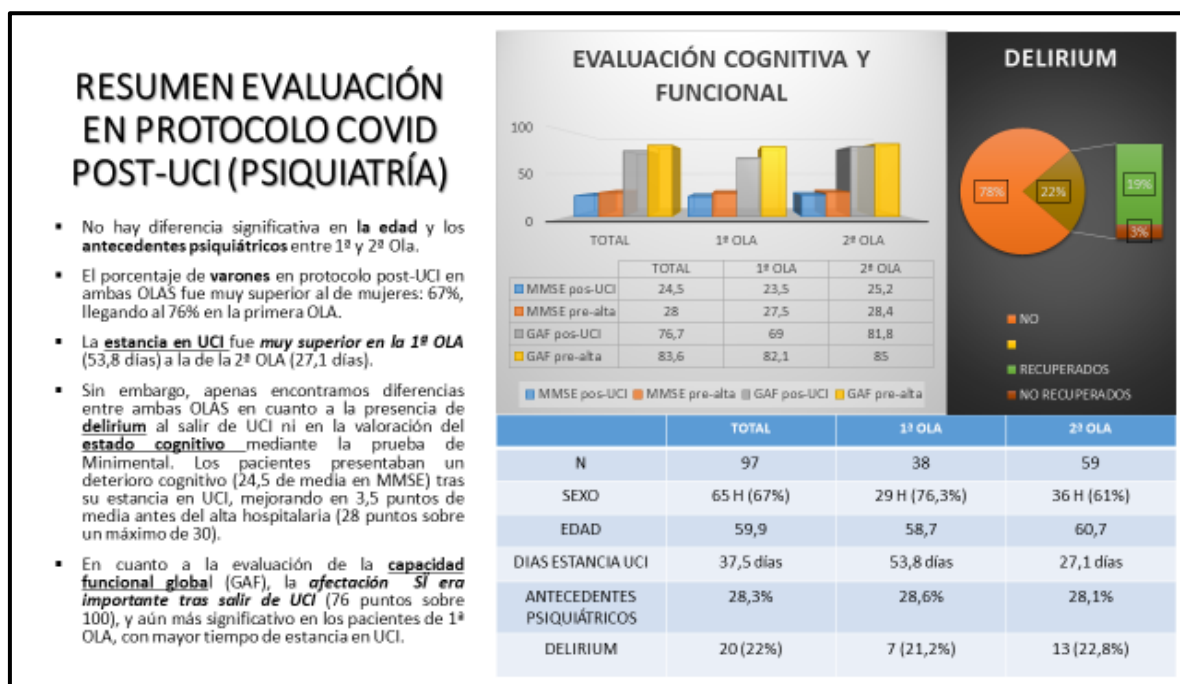 RESUMEN EVALUACIÓN
EN PROTOCOLO COVID
POST-UCI (PSIQUIATRÍA)
▪ No hay diferencia significativa en la edad y los
antecedentes psiquiátricos entre 1ª y 2ª Ola.
▪ El porcentaje de varones en protocolo post-UCI en
ambas OLAS fue muy superior al de mujeres: 67%,
llegando al 76% en la primera OLA.
▪ La estancia en UCI fue muy superior en la 1ª OLA
(53,8 días) a la de la 2ª OLA (27,1 días).
▪ Sin embargo, apenas encontramos diferencias
entre ambas OLAS en cuanto a la presencia de
delirium al salir de UCI ni en la valoración del
estado cognitivo mediante la prueba de
Minimental. Los pacientes presentaban un
deterioro cognitivo (24,5 de media en MMSE) tras
su estancia en UCI, mejorando en 3,5 puntos de
media antes del alta hospitalaria (28 puntos sobre
un máximo de 30).
▪ En cuanto a la evaluación de la capacidad
funcional global (GAF), la afectación SÍ era
importante tras salir de UCI (76 puntos sobre
100), y aún más significativo en los pacientes de 1ª
OLA, con mayor tiempo de estancia en UCI.
EVALUACIÓN COGNITIVA Y
FUNCIONAL
100
50
0
TOTAL 1ª OLA 2ª OLA
TOTAL 1ª OLA 2ª OLA
MMSE pos-UCI 24,5 23,5 25,2
MMSE pre-alta 28 27,5 28,4
GAF pos-UCI 76,7 69 81,8
GAF pre-alta 83,6 82,1 85
MMSE pos-UCI MMSE pre-alta GAF pos-UCI GAF pre-alta
DELIRIUM
78% 22% 19%
3%
NO
RECUPERADOS
NO RECUPERADOS
TOTAL 1ª OLA 2ª OLA
N 97 38 59
SEXO 65 H (67%) 29 H (76,3%) 36 H (61%)
EDAD 59,9 58,7 60,7
DIAS ESTANCIA UCI 37,5 días 53,8 días 27,1 días
ANTECEDENTES
PSIQUIÁTRICOS 28,3% 28,6% 28,1%
DELIRIUM 20 (22%) 7 (21,2%) 13 (22,8%)